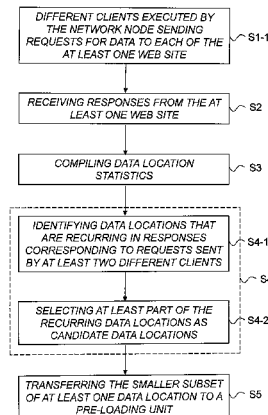 DIFFERENT CLIENTS EXECUTED BY
THE NETWORK NODE SENDING
REQUESTS FOR DATA TO EACH OF THE
AT LEAST ONE WEB SITE
S1-1
RECEIVING RESPONSES FROM THE AT
LEAST ONE WEB SITE
S2
COMPILING DATA LOCATION
STATISTICS
S3
IDENTIFYING DATA LOCATIONS THAT
ARE RECURRING IN RESPONSES
CORRESPONDING TO REQUESTS SENT
BY AT LEAST TWO DIFFERENT CLIENTS
S4-1
SELECTING AT LEAST PART OF THE
RECURRING DATA LOCATIONS AS
CANDIDATE DATA LOCATIONS
S4-2
TRANSFERRING THE SMALLER SUBSET
OF AT LEAST ONE DATA LOCATION TO A
PRE-LOADING UNIT
S5